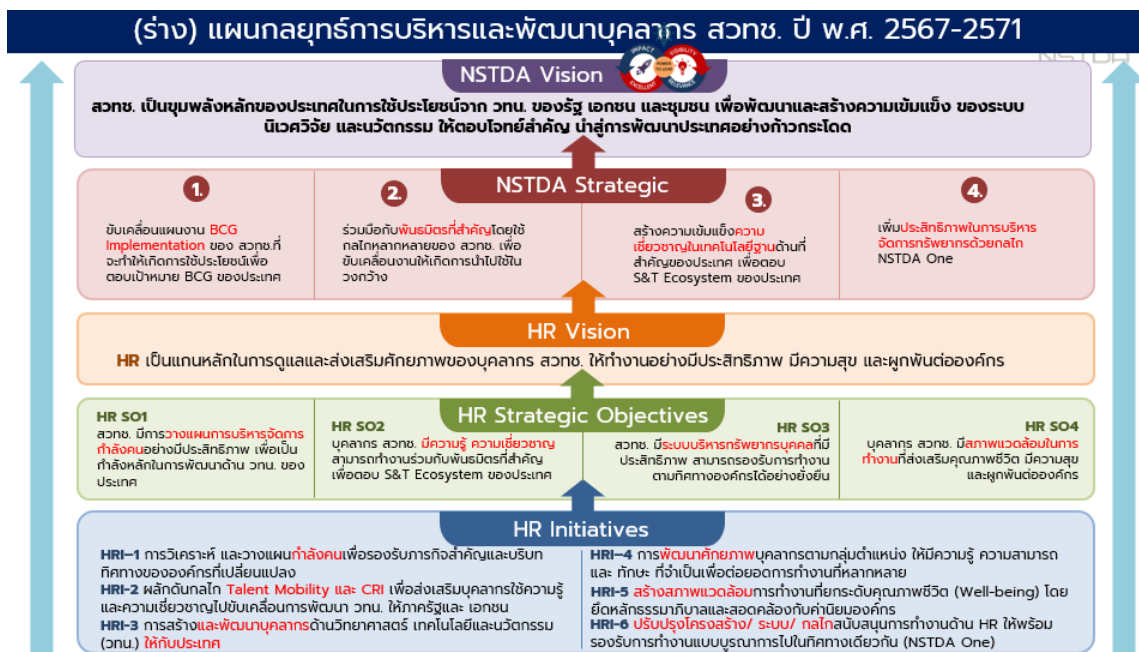 (ร่าง) แผนกลยุทธ์การบริหารและพัฒนาบุคลากร สวทช. ปี พ.ศ. 2567-2571
NSTDA
NSTDA Vision
IMPACT
VISIBILITY
POWER
TO LEAD
EXCELLENT
RELEVANCE
สวทช. เป็นขุมพลังหลักของประเทศในการใช้ประโยชน์จาก วทน. ของรัฐ เอกชน และชุมชน เพื่อพัฒนาและสร้างความเข้มแข็ง ของระบบ
นิเวศวิจัย และนวัตกรรม ให้ตอบโจทย์สำคัญ นำสู่การพัฒนาประเทศอย่างก้าวกระโดด
NSTDA Strategic
1.
ขับเคลื่อนแผนงาน BCG
Implementation ของ สวทช.ที่
จะทำให้เกิดการใช้ประโยชน์เพื่อ
ตอบเป้าหมาย BCG ของประเทศ
2.
ร่วมมือกับพันธมิตรที่สำคัญโดยใช้
กลไกหลากหลายของ สวทช. เพื่อ
ขับเคลื่อนงานให้เกิดการนำไปใช้ใน
วงกว้าง
3.
สร้างความเข้มแข็งความ
เชี่ยวชาญในเทคโนโลยีฐานด้านที่
สำคัญของประเทศ เพื่อตอบ
S&T Ecosystem ของประเทศ
4.
เพิ่มประสิทธิภาพในการบริหาร
จัดการทรัพยากรด้วยกลไก
NSTDA One
HR Vision
HR เป็นแกนหลักในการดูแลและส่งเสริมศักยภาพของบุคลากร สวทช. ให้ทำงานอย่างมีประสิทธิภาพ มีความสุข และผูกพันต่อองค์กร
HR Strategic Objectives
HR SO1
สวทช. มีการวางแผนการบริหารจัดการ
กำลังคนอย่างมีประสิทธิภาพ เพื่อเป็น
กำลังหลักในการพัฒนาด้าน วทน. ของ
ประเทศ
HR SO2
บุคลากร สวทช. มีความรู้ ความเชี่ยวชาญ
สามารถทำงานร่วมกับพันธมิตรที่สำคัญ
เพื่อตอบ S&T Ecosystem ของประเทศ
HR SO3
สวทช. มีระบบบริหารทรัพยากรบุคคลที่มี
ประสิทธิภาพ สามารถรองรับการทำงาน
ตามทิศทางองค์กรได้อย่างยั่งยืน
HR SO4
บุคลากร สวทช. มีสภาพแวดล้อมในการ
ทำงานที่ส่งเสริมคุณภาพชีวิต มีความสุข
และผูกพันต่อองค์กร
HR Initiatives
HRI–1 การวิเคราะห์ และวางแผนกำลังคนเพื่อรองรับภารกิจสำคัญและบริบท
ทิศทางขององค์กรที่เปลี่ยนแปลง
HRI-2 ผลักดันกลไก Talent Mobility และ CRI เพื่อส่งเสริมบุคลากรใช้ความรู้
และความเชี่ยวชาญไปขับเคลื่อนการพัฒนา วทน. ให้ภาครัฐและ เอกชน
HRI-3 การสร้างและพัฒนาบุคลากรด้านวิทยาศาสตร์ เทคโนโลยีและนวัตกรรม
(วทน.) ให้กับประเทศ
HRI–4 การพัฒนาศักยภาพบุคลากรตามกลุ่มตำแหน่ง ให้มีความรู้ ความสามารถ
และ ทักษะ ที่จำเป็นเพื่อต่อยอดการทำงานที่หลากหลาย
HRI-5 สร้างสภาพแวดล้อมการทำงานที่ยกระดับคุณภาพชีวิต (Well-being) โดย
ยึดหลักธรรมาภิบาลและสอดคล้องกับค่านิยมองค์กร
HRI-6 ปรับปรุงโครงสร้าง/ ระบบ/ กลไกสนับสนุนการทำงานด้าน HR ให้พร้อม
รองรับการทำงานแบบบูรณาการไปในทิศทางเดียวกัน (NSTDA One)